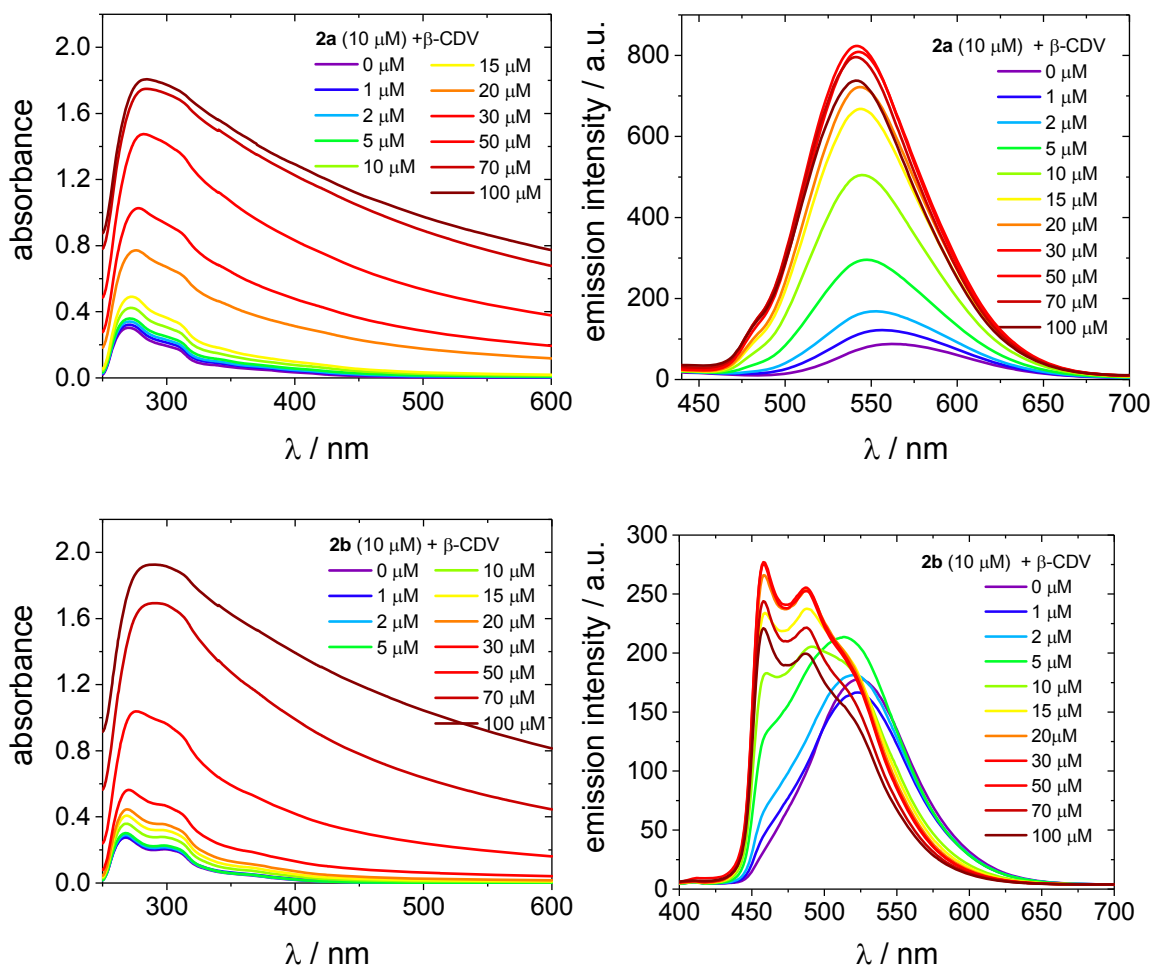 2a (10 μM) +β-CDV
0 μM
1 μM
2 μM
5 μM
10 μM
15 μM
20 μM
30 μM
50 μM
70 μM
100 μM
2.0
1.6
1.2
0.8
0.4
0.0
absorbance
300 400 500 600
λ / nm
2a (10 μM) + β-CDV
0 μM
1 μM
2 μM
5 μM
10 μM
15 μM
20 μM
30 μM
50 μM
70 μM
100 μM
800
600
400
200
0
emission intensity / a.u.
450 500 550 600 650 700
λ / nm
2b (10 μM) + β-CDV
0 μM
1 μM
2 μM
5 μM
10 μM
15 μM
20 μM
30 μM
50 μM
70 μM
100 μM
2.0
1.6
1.2
0.8
0.4
0.0
absorbance
300 400 500 600
λ / nm
2b (10 μM) + β-CDV
0 μM
1 μM
2 μM
5 μM
10 μM
15 μM
20μM
30 μM
50 μM
70 μM
100 μM
300
250
200
150
100
50
0
emission intensity / a.u.
400 450 500 550 600 650 700
λ / nm